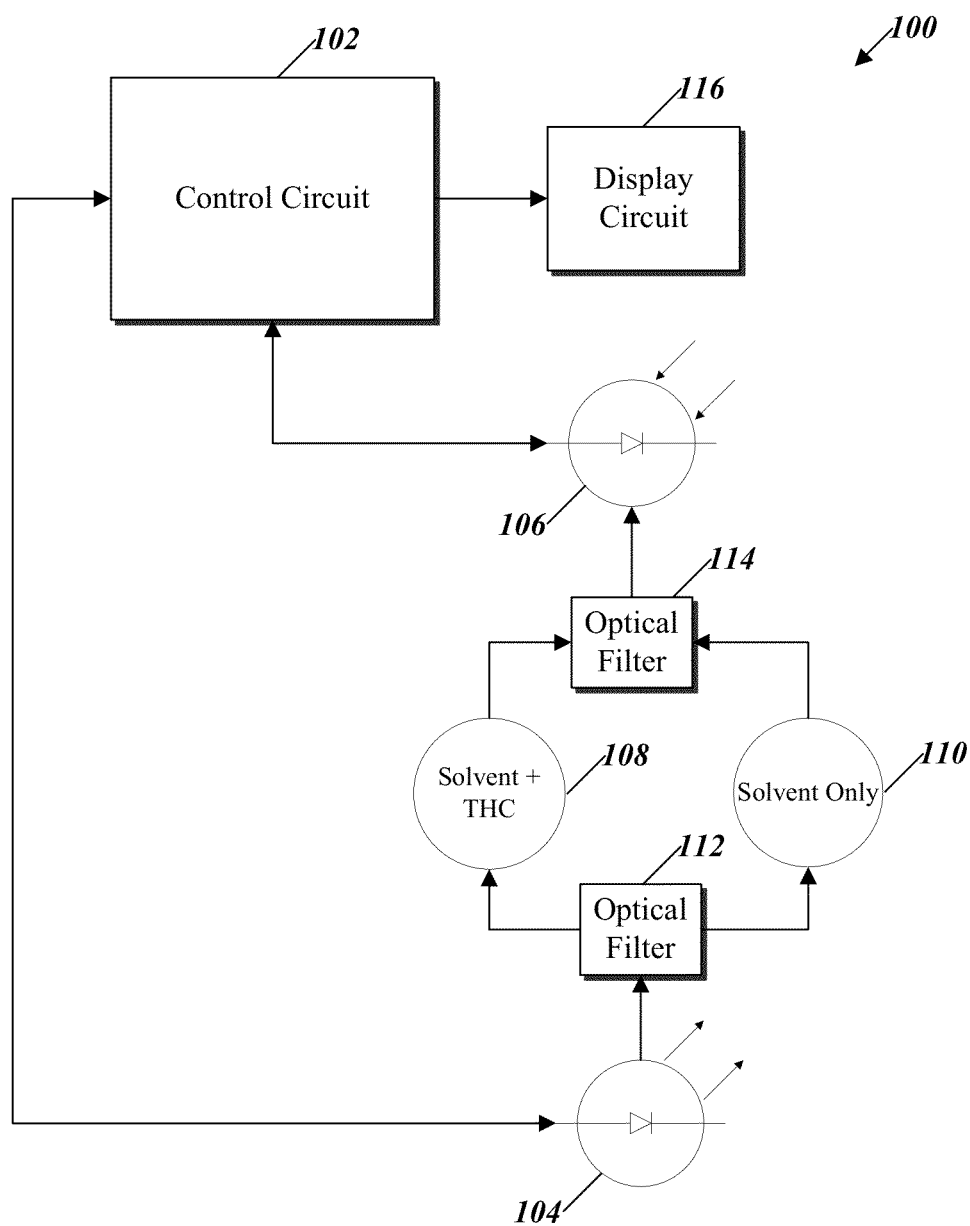 100
102
116
Control Circuit
Display
Circuit
106
114
Optical
Filter
108
110
Solvent +
THC
Solvent Only
112
Optical
Filter
104